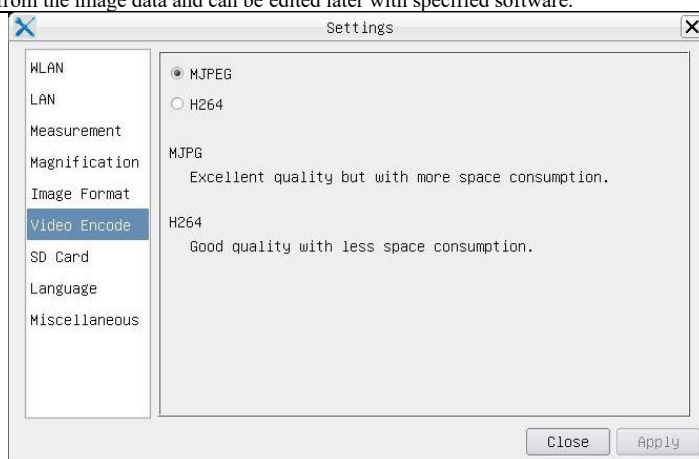 from the image data and can be edited later with specified software.
Settings
WLAN
LAN
Measurement
Magnification
Image Format
Video Encode
SD Card
Language
Miscellaneous
MJPEG
H264
MJPG
Excellent quality but with more space consumption.
H264
Good quality with less space consumption.
Close
Apply